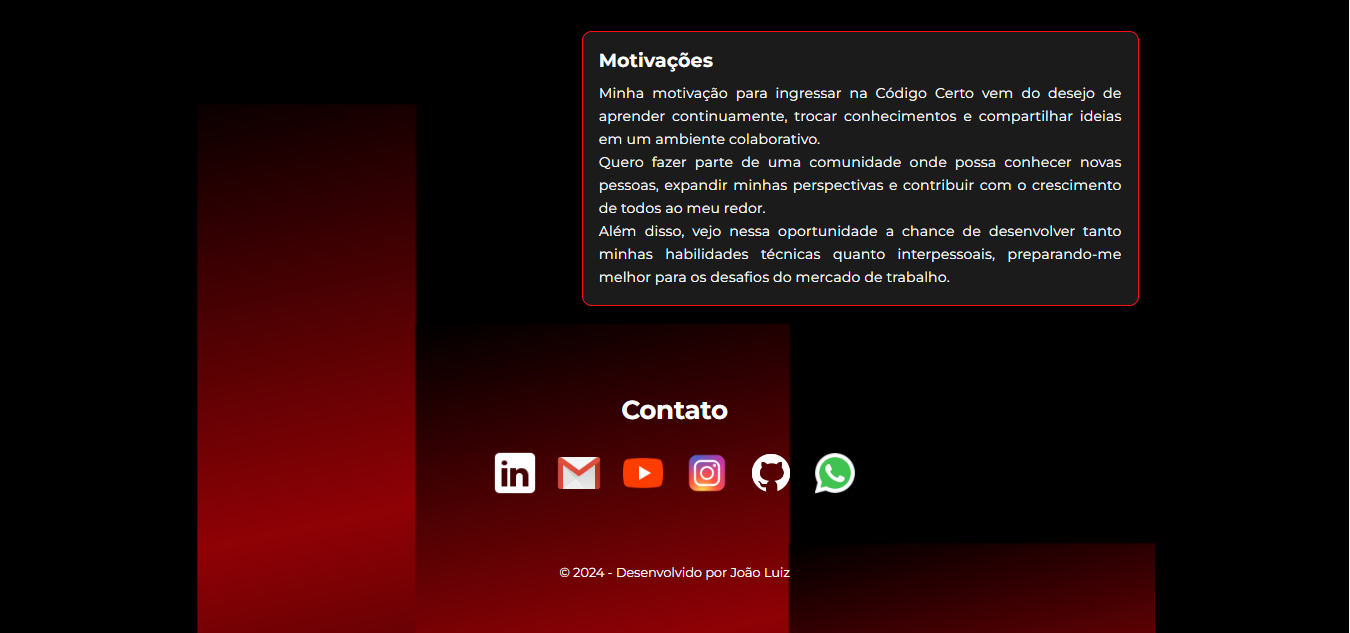 Motivações
Minha motivação para ingressar na Código Certo vem do desejo de
aprender continuamente, trocar conhecimentos e compartilhar ideias
em um ambiente colaborativo.
Quero fazer parte de uma comunidade onde possa conhecer novas
pessoas, expandir minhas perspectivas e contribuir com o crescimento
de todos ao meu redor.
Além disso, vejo nessa oportunidade a chance de desenvolver tanto
minhas habilidades técnicas quanto interpessoais, preparando-me
melhor para os desafios do mercado de trabalho.
Contato
in
© 2024 - Desenvolvido por João Luiz